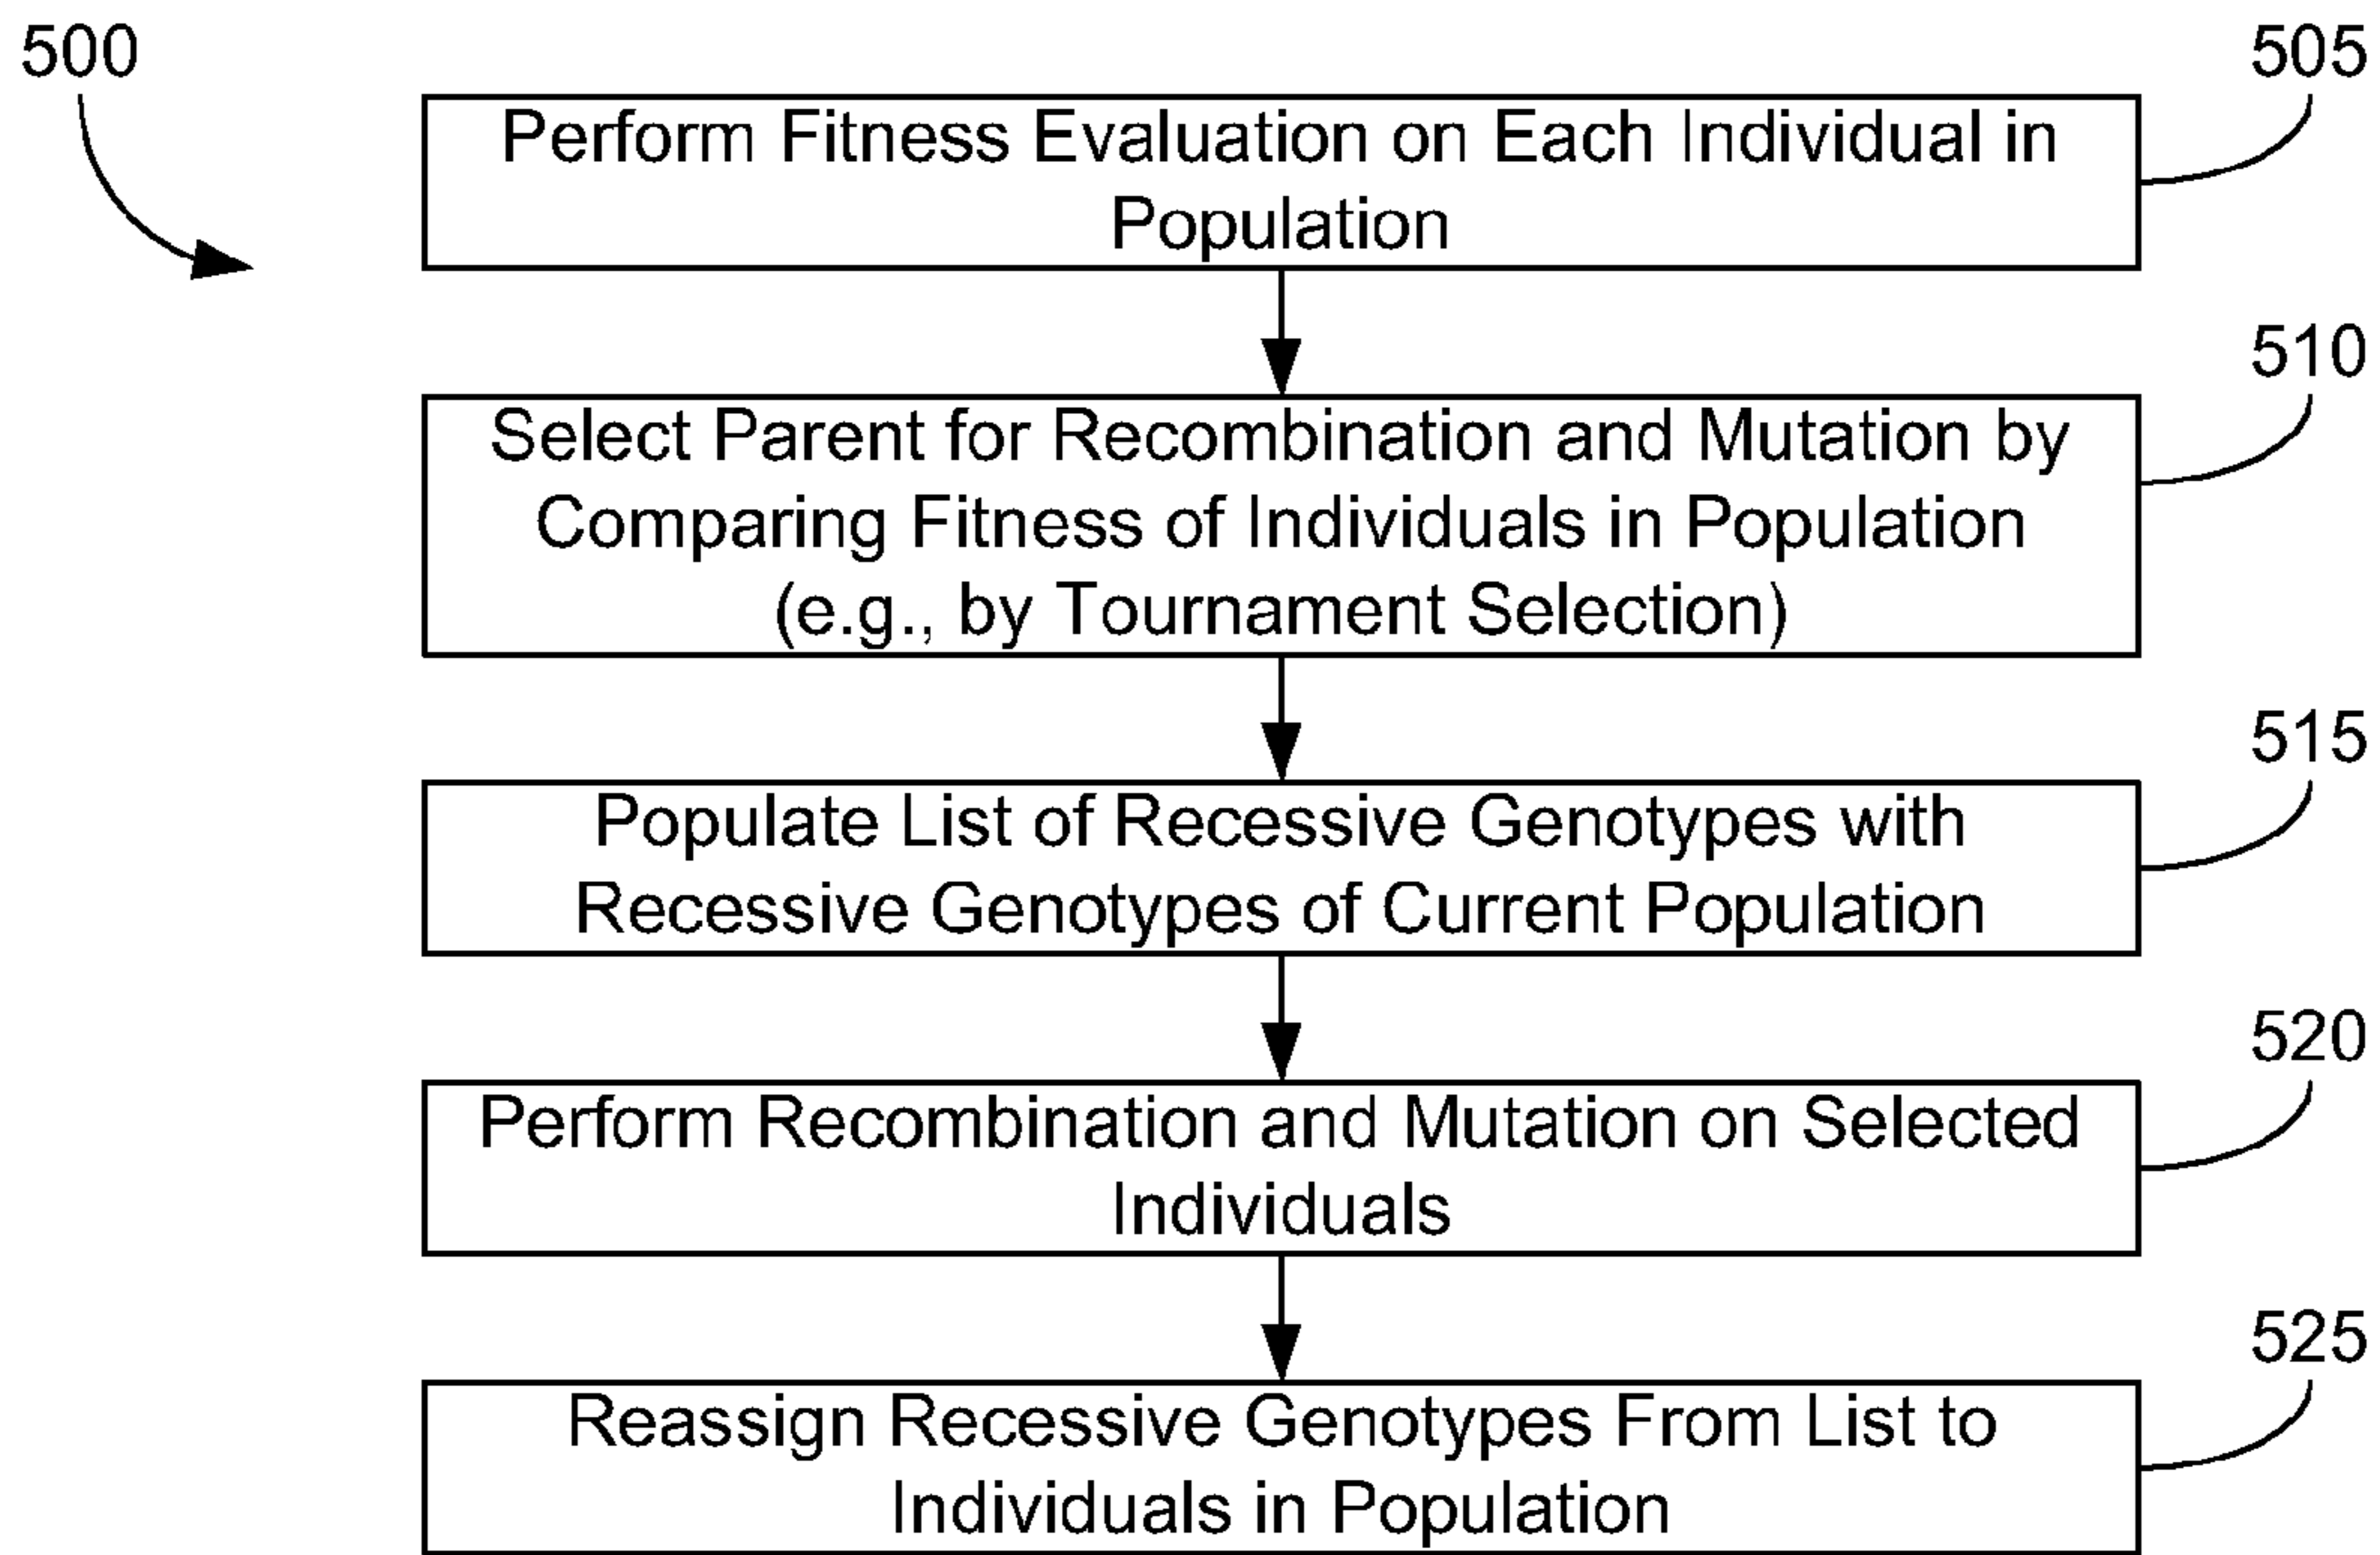 500
505
Perform Fitness Evaluation on Each Individual in
Population
510
Select Parent for Recombination and Mutation by
Comparing Fitness of Individuals in Population
(e.g., by Tournament Selection)
515
Populate List of Recessive Genotypes with
Recessive Genotypes of Current Population
520
Perform Recombination and Mutation on Selected
Individuals
525
Reassign Recessive Genotypes From List to
Individuals in Population